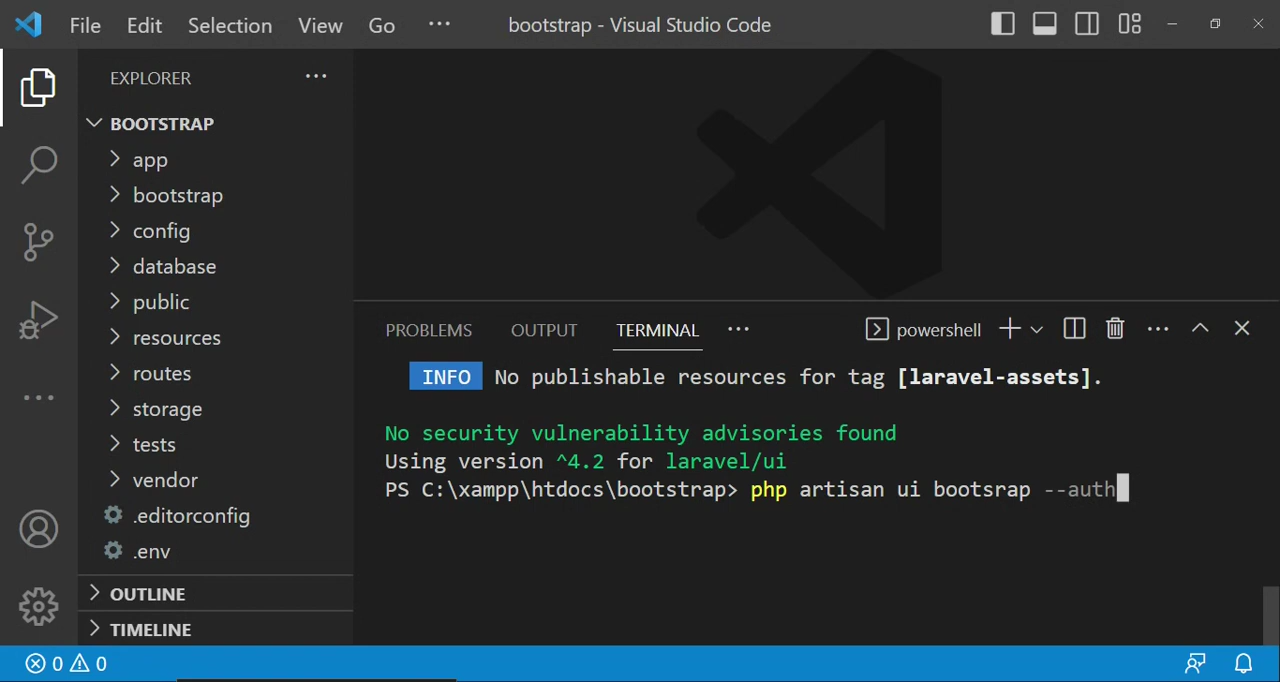 File Edit Selection View Go ··· bootstrap - Visual Studio Code
EXPLORER ···
BOOTSTRAP
app
bootstrap
config
database
public
resources
routes
storage
tests
vendor
.editorconfig
.env
OUTLINE
TIMELINE
PROBLEMS OUTPUT TERMINAL ··· powershell ···
INFO No publishable resources for tag [laravel-assets].
No security vulnerability advisories found
Using version ^4.2 for laravel/ui
PS C:\xampp\htdocs\bootstrap> php artisan ui bootsrap --auth
0 0